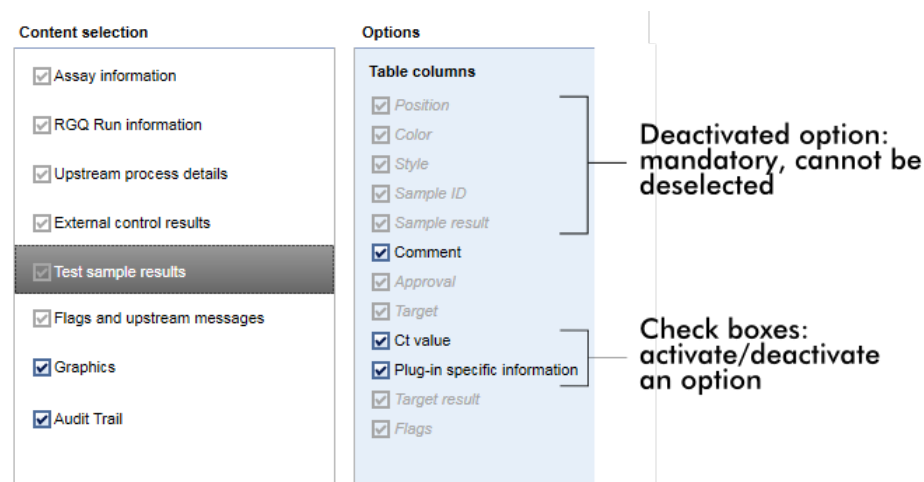 Content selection
Assay information
RGQ Run information
Upstream process details
External control results
Test sample results
Flags and upstream messages
Graphics
Audit Trail
Options
Table columns
Position
Color
Style
Sample ID
Sample result
Comment
Approval
Target
Ct value
Plug-in specific information
Target result
Flags
Deactivated option:
mandatory, cannot be
deselected
Check boxes:
activate/deactivate
an option